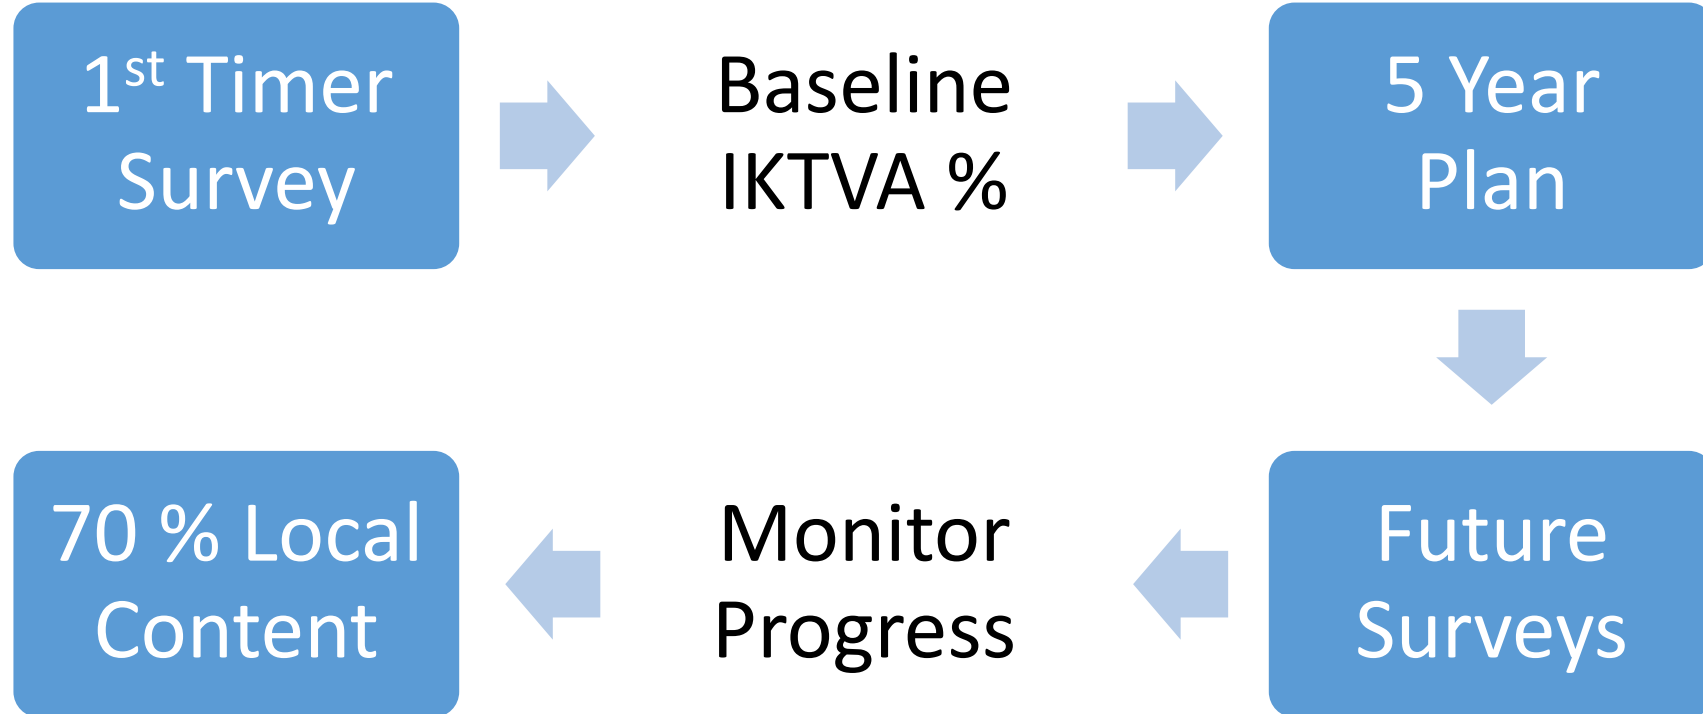 1st Timer
Survey
Baseline
IKTVA %
5 Year
Plan
Future
Surveys
Monitor
Progress
70 % Local
Content